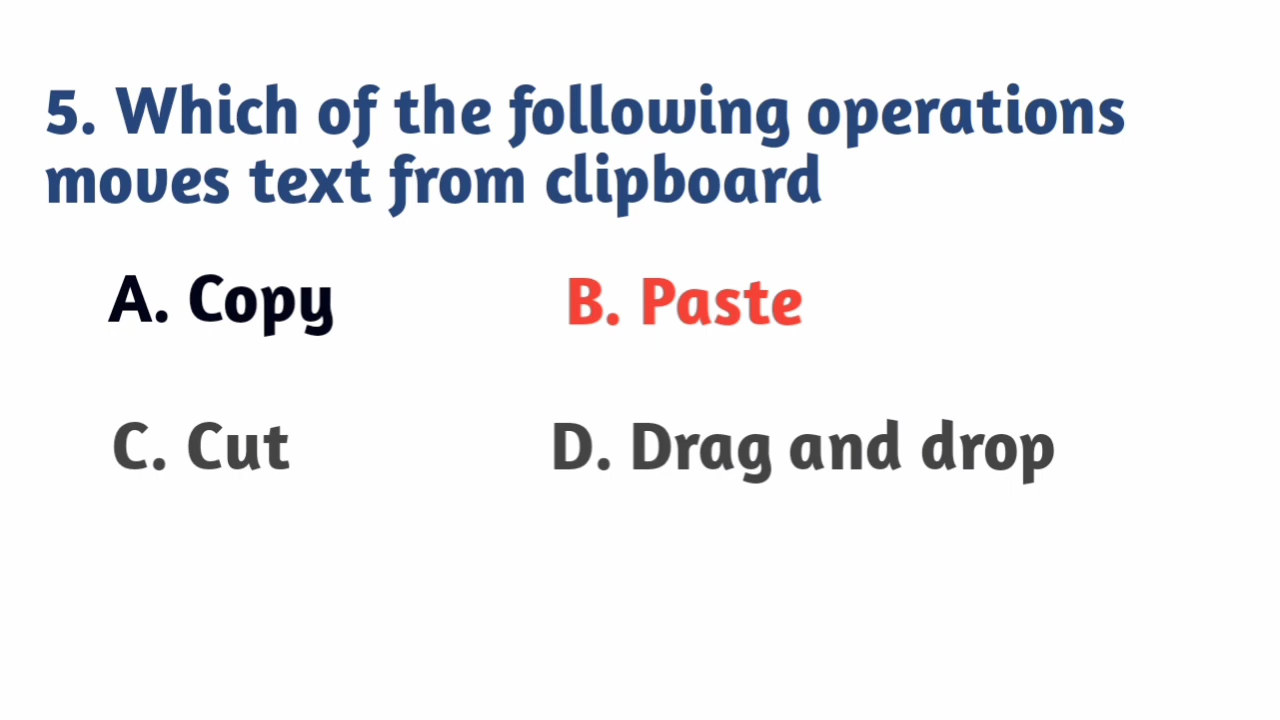 5. Which of the following operations
moves text from clipboard
A. Copy B. Paste
C. Cut D. Drag and drop